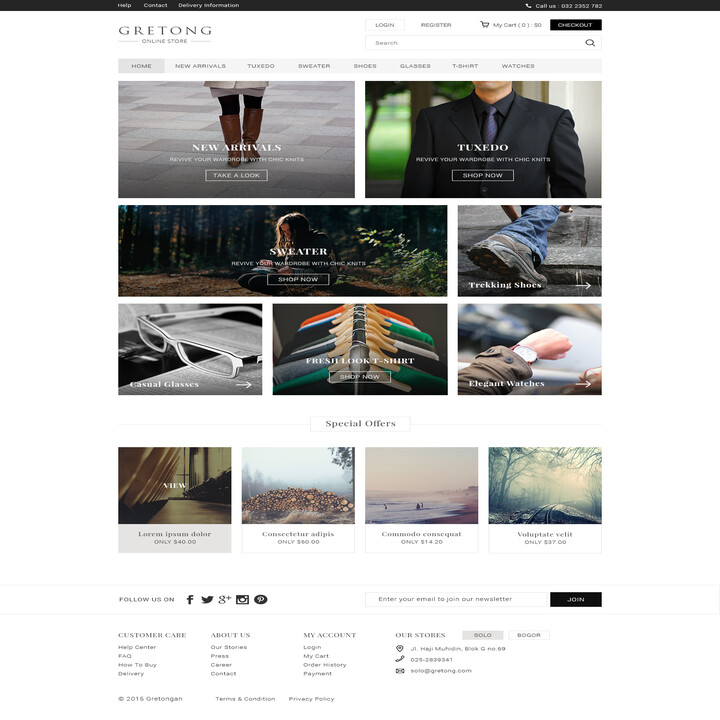 Help Contact Delivery Information Call us : 032 2352 782
GRETONG
ONLINE STORE
LOGIN REGISTER My Cart ( 0 ) : $0 CHECKOUT
Search
HOME NEW ARRIVALS TUXEDO SWEATER SHOES GLASSES T-SHIRT WATCHES
NEW ARRIVALS
REVIVE YOUR WARDROBE WITH CHIC KNITS
TAKE A LOOK
TUXEDO
REVIVE YOUR WARDROBE WITH CHIC KNITS
SHOP NOW
SWEATER
REVIVE YOUR WARDROBE WITH CHIC KNITS
SHOP NOW
Trekking Shoes
Casual Glasses
FRESH LOOK T-SHIRT
SHOP NOW
Elegant Watches
Special Offers
VIEW
Lorem ipsum dolor
ONLY $40.00
Consectetur adipis
ONLY $60.00
Commodo consequat
ONLY $14.20
Voluptate velit
ONLY $37.00
FOLLOW US ON
Enter your email to join our newsletter JOIN
CUSTOMER CARE
Help Center
FAQ
How To Buy
Delivery
ABOUT US
Our Stories
Press
Career
Contact
MY ACCOUNT
Login
My Cart
Order History
Payment
OUR STORES SOLO BOGOR
Jl. Haji Muhidin, Blok G no.69
025-2839341
solo@gretong.com
© 2015 Gretongan Terms & Condition Privacy Policy